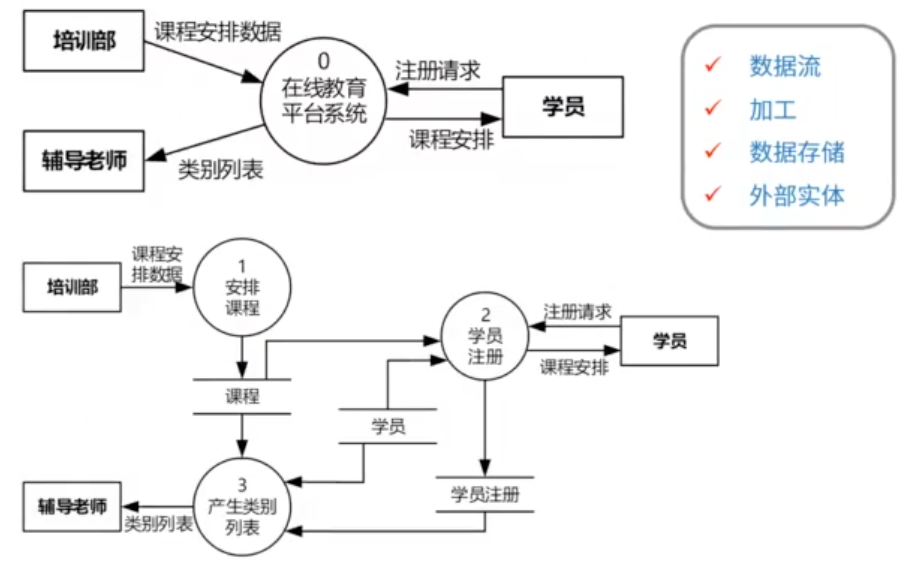 培训部
课程安排数据
0
在线教育
平台系统
注册请求
学员
课程安排
辅导老师
类别列表
✓ 数据流
✓ 加工
✓ 数据存储
✓ 外部实体
培训部
课程安
排数据
1
安排
课程
2
学员
注册
注册请求
学员
课程安排
课程
学员
3
产生类别
列表
学员注册
辅导老师
类别列表